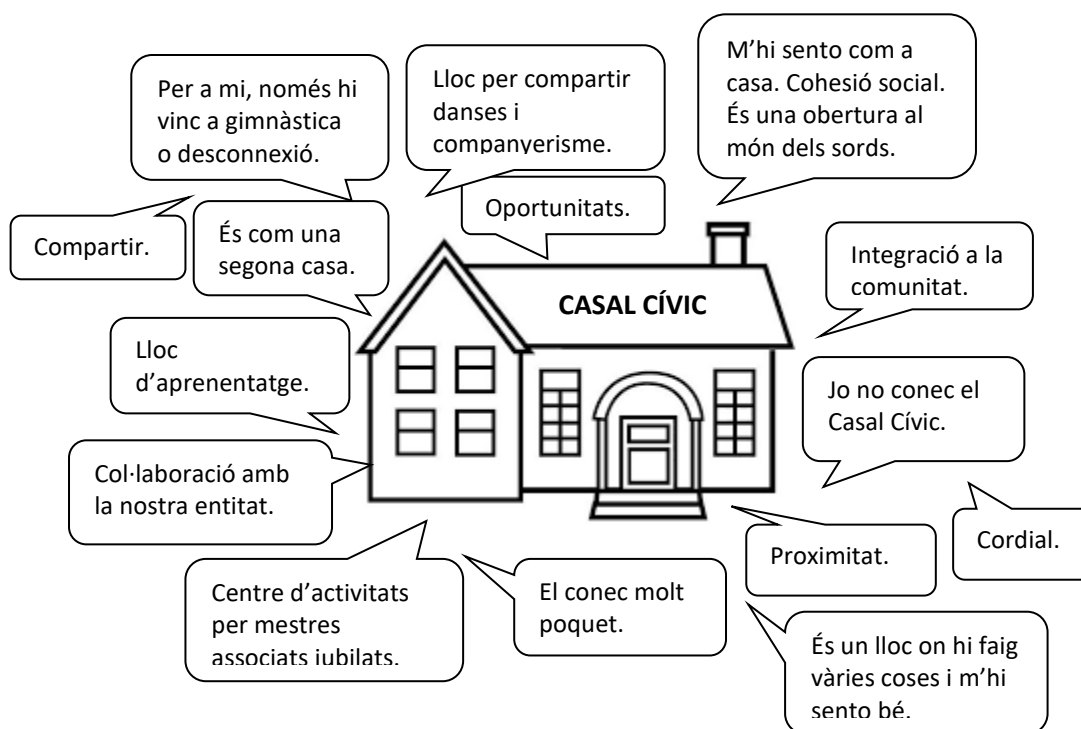 Per a mi, només hi
vinc a gimnàstica
o desconnexió.
Lloc per compartir
danses i
companyerisme.
M’hi sento com a
casa. Cohesió social.
És una obertura al
món dels sords.
Compartir.
És com una
segona casa.
Oportunitats.
Integració a la
comunitat.
CASAL CÍVIC
Lloc
d’aprenentatge.
Jo no conec el
Casal Cívic.
Col·laboració amb
la nostra entitat.
Proximitat.
Cordial.
Centre d’activitats
per mestres
associats jubilats.
El conec molt
poquet.
És un lloc on hi faig
vàries coses i m’hi
sento bé.